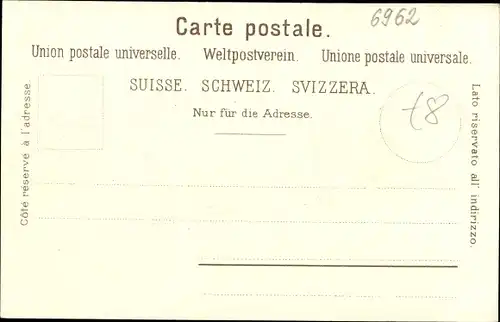 Carte postale.
6962
Union postale universelle. Weltpostverein. Unione postale universale.
SUISSE. SCHWEIZ. SVIZZERA.
Nur für die Adresse.
Côté réservé à l'adresse.
Lato riservato all' indirizzo.